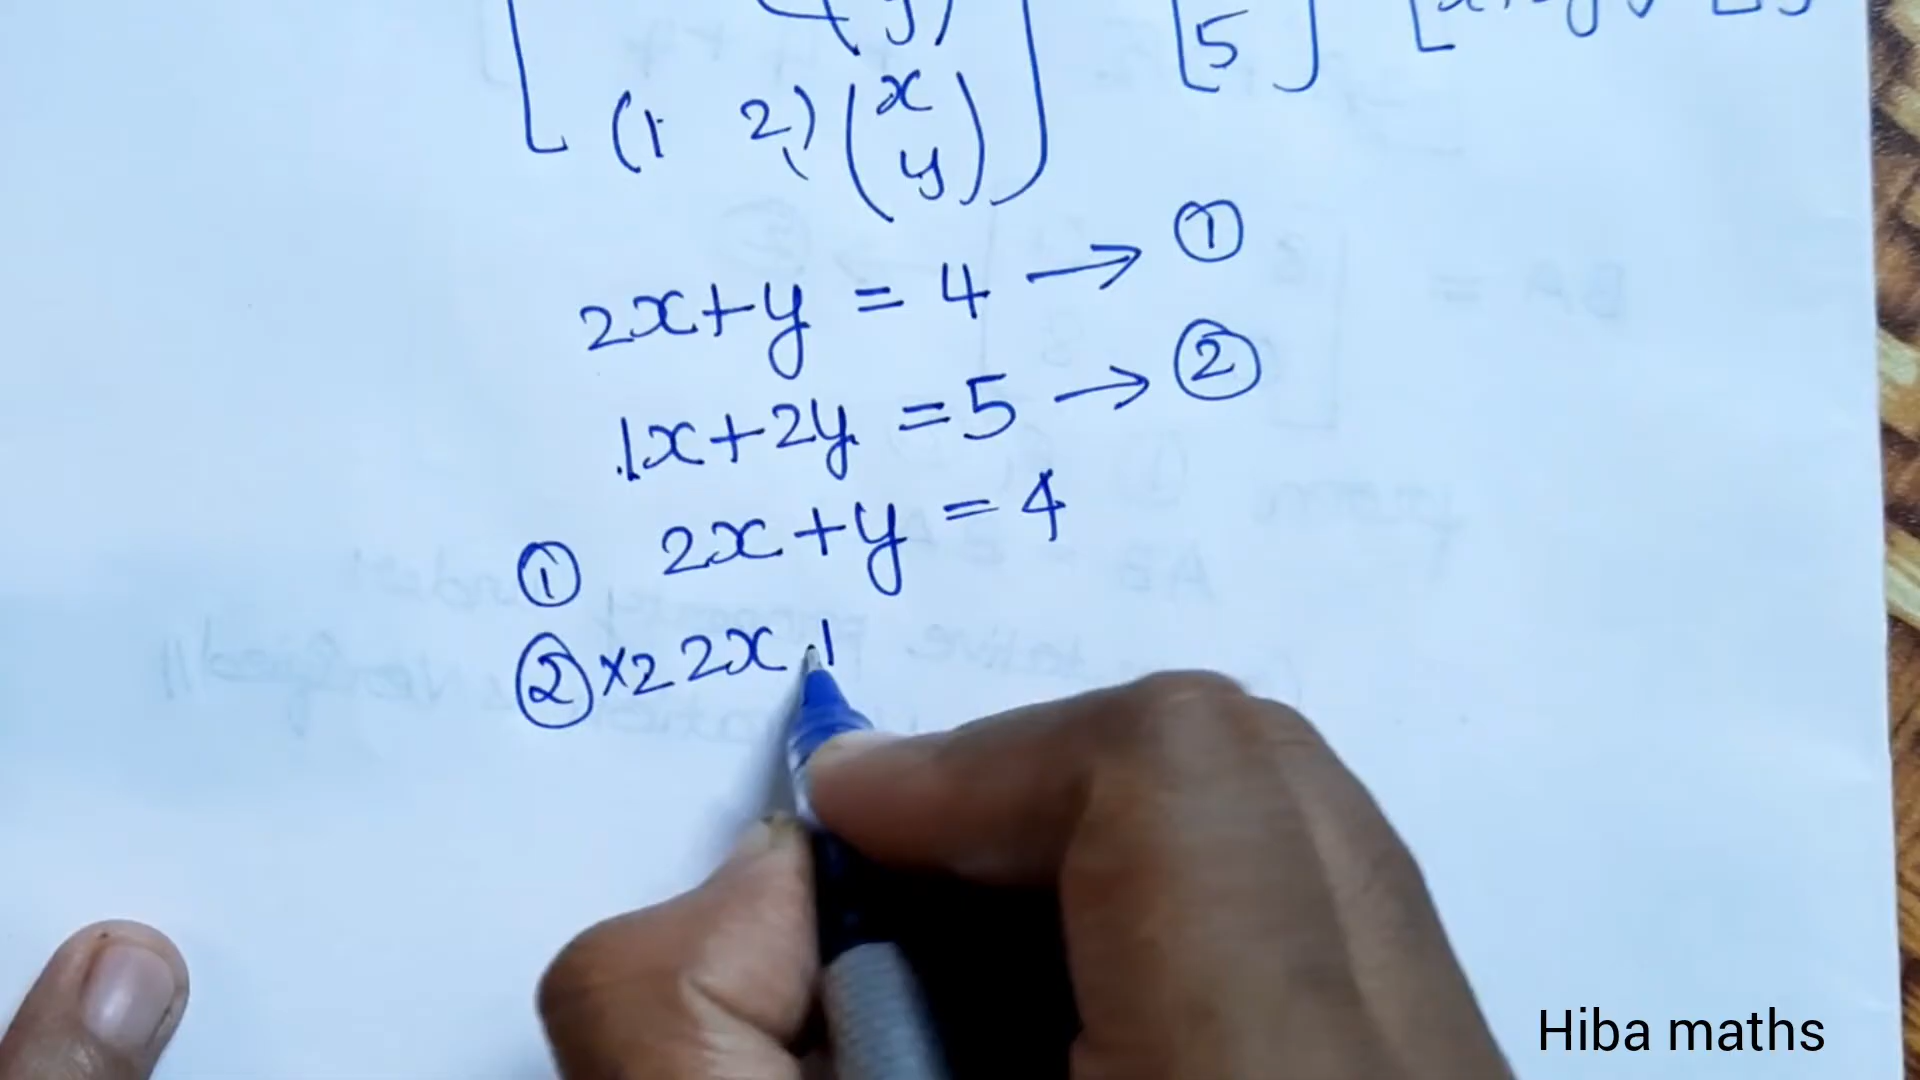 y)
5
(1 2) (x
y)
2x+y = 4 → ①
1x+2y = 5 → ②
① 2x+y = 4
② ×2 2x
Hiba maths